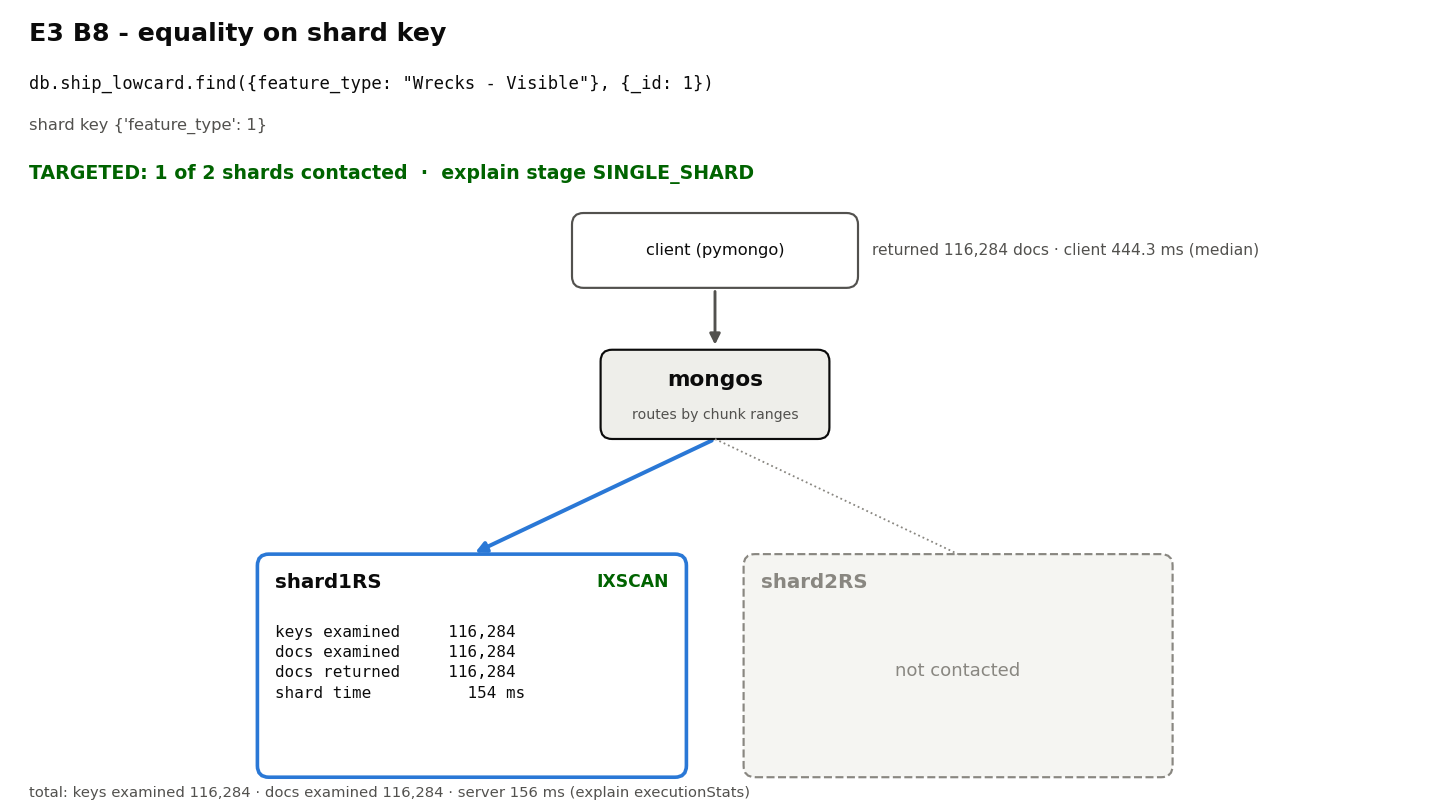 E3 B8 - equality on shard key
db.ship_lowcard.find({feature_type: "Wrecks - Visible"}, {_id: 1})
shard key {'feature_type': 1}
TARGETED: 1 of 2 shards contacted · explain stage SINGLE_SHARD
client (pymongo)
returned 116,284 docs · client 444.3 ms (median)
mongos
routes by chunk ranges
shard1RS IXSCAN
keys examined 116,284
docs examined 116,284
docs returned 116,284
shard time 154 ms
shard2RS
not contacted
total: keys examined 116,284 · docs examined 116,284 · server 156 ms (explain executionStats)